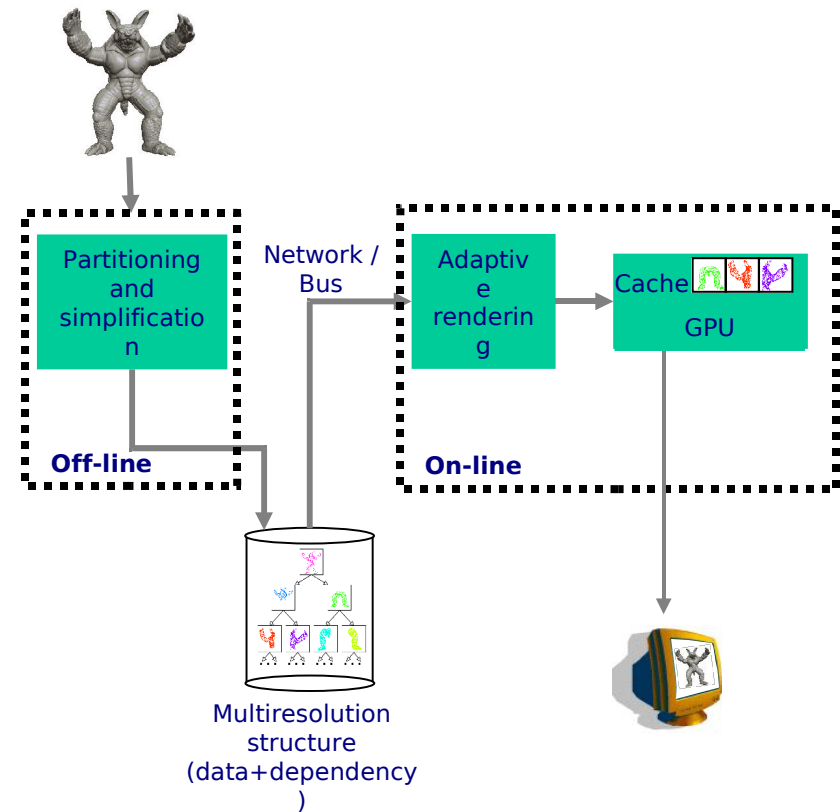 Partitioning
and
simplificatio
n
Off-line
Network /
Bus
Adaptiv
e
renderin
g
Cache
GPU
On-line
Multiresolution
structure
(data+dependency
)